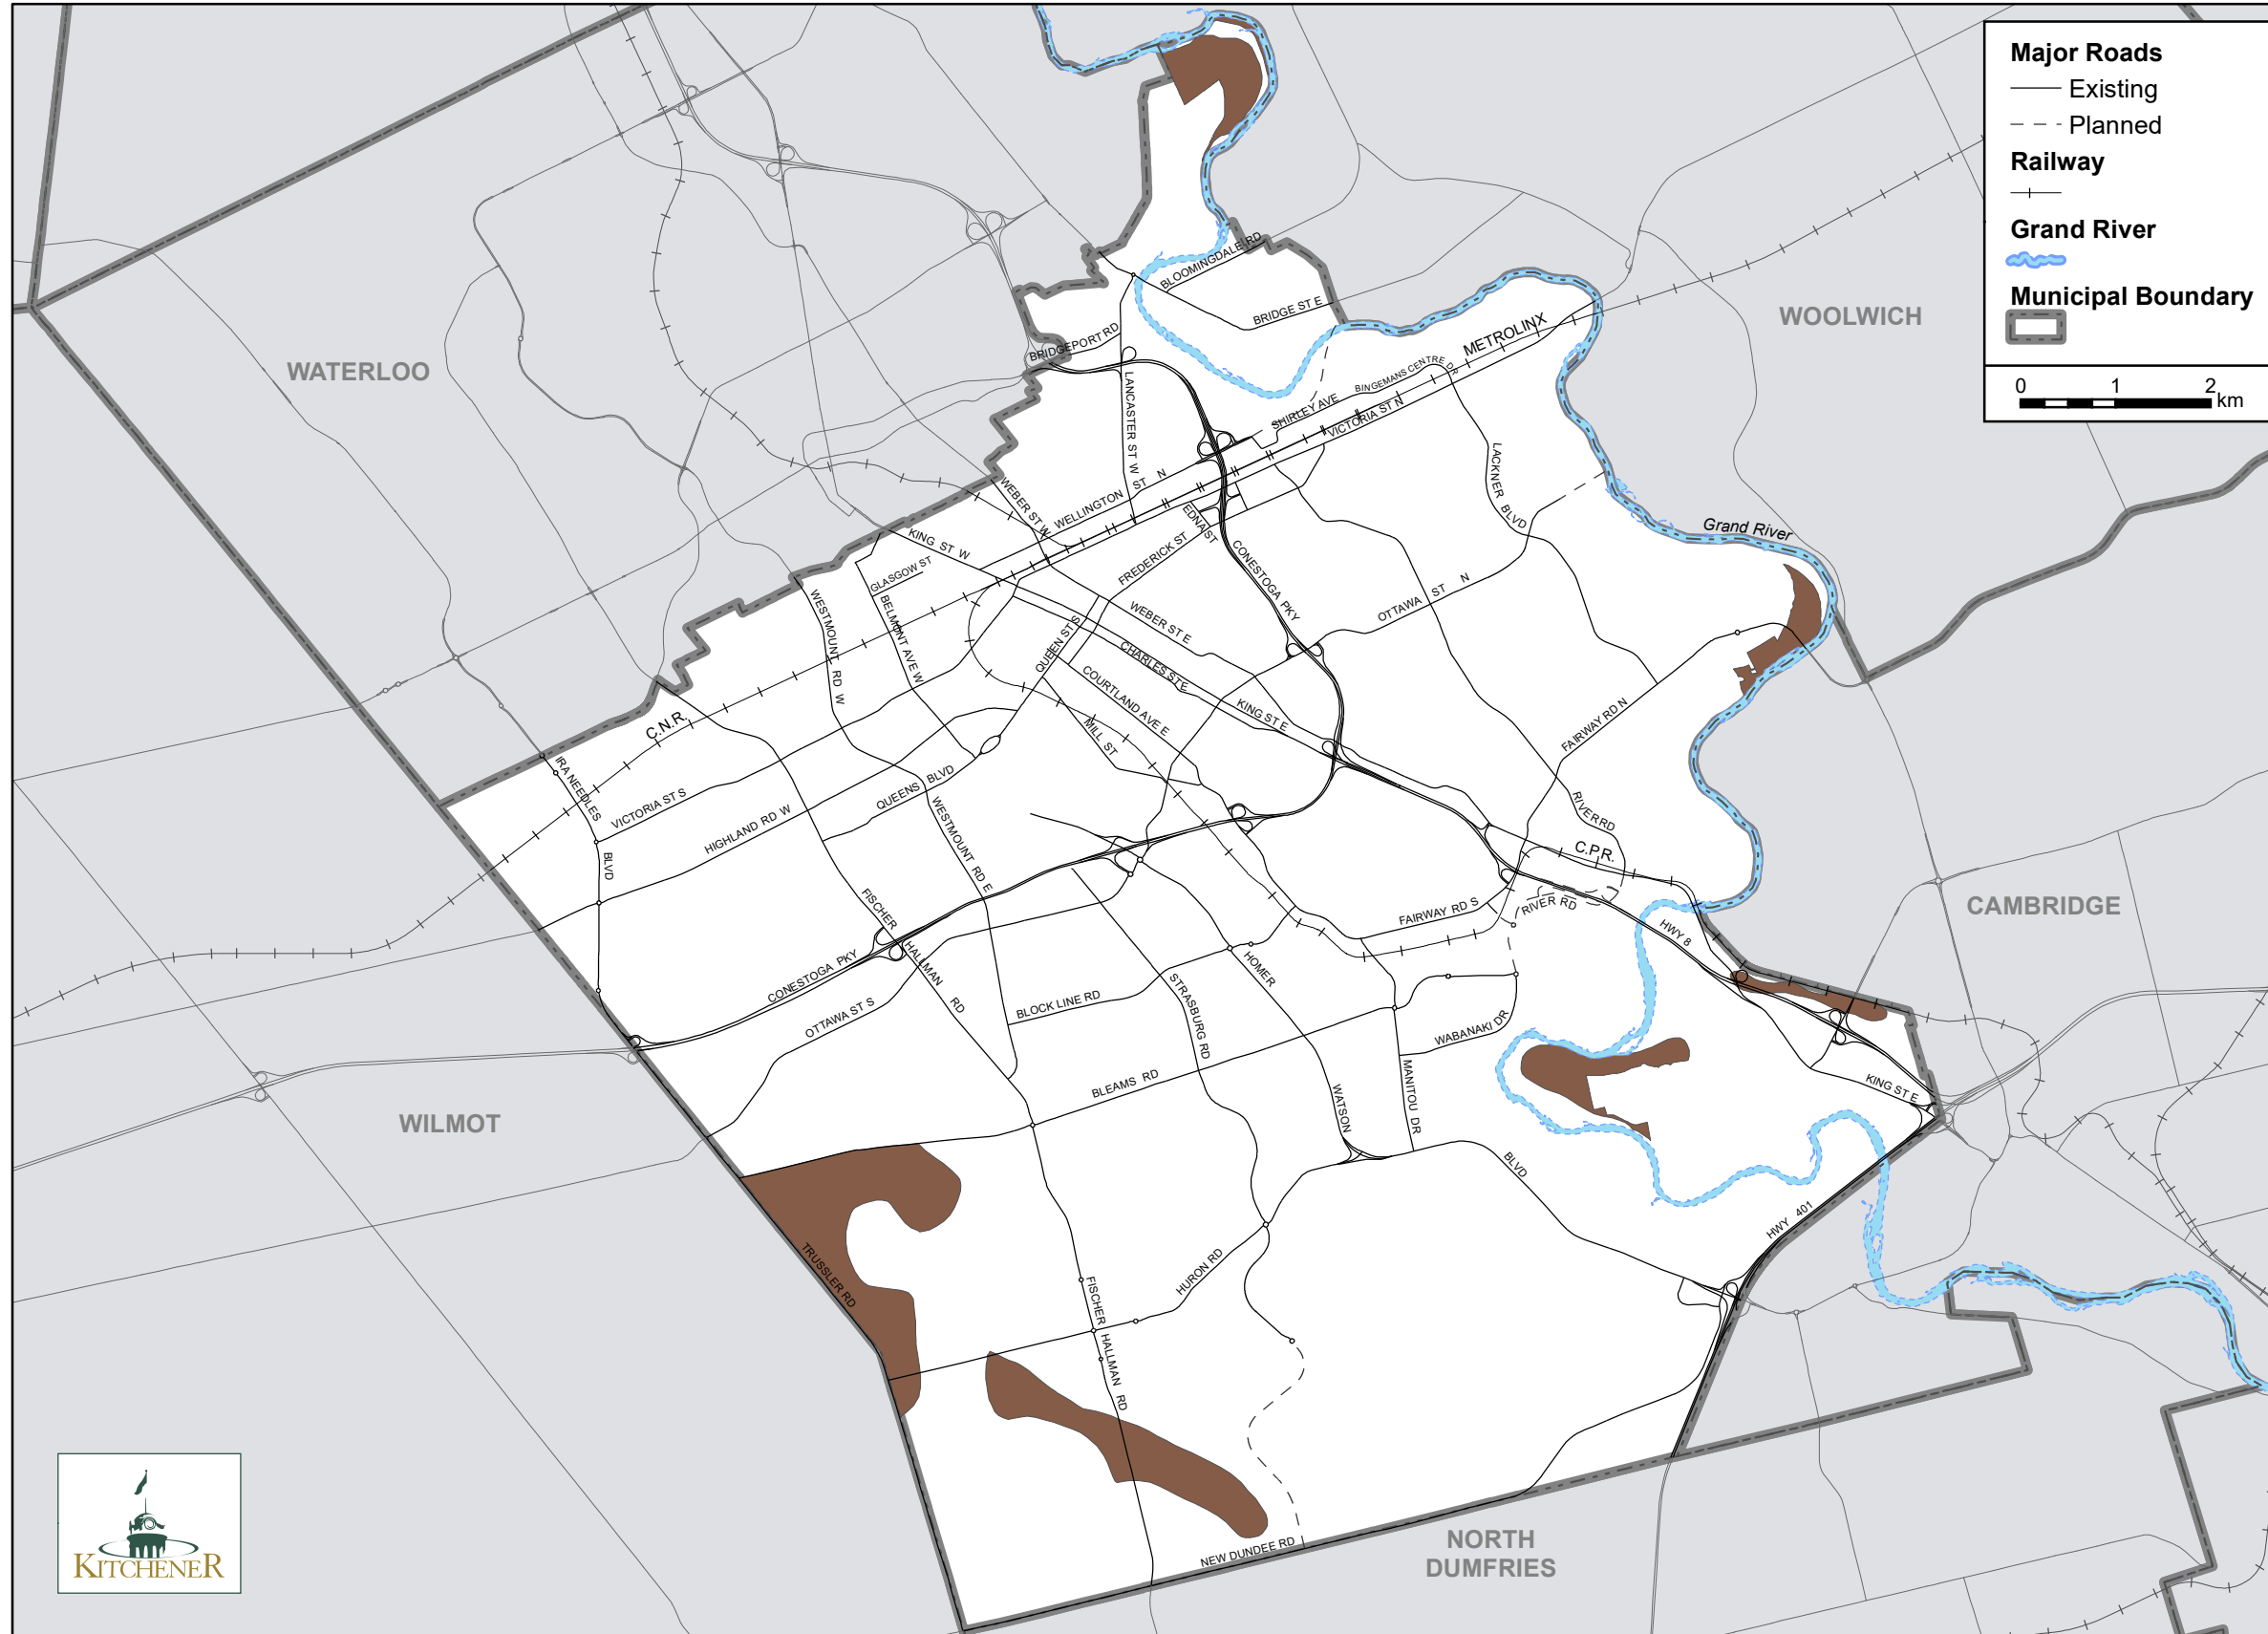 Major Roads
Existing
Planned
Railway
Grand River
Municipal Boundary
0 1 2
km
WATERLOO
WOOLWICH
CAMBRIDGE
WILMOT
NORTH
DUMFRIES
BLOOMINGDALE RD
BRIDGE ST E
BRIDGEPORT RD
METROLINX
BINGEMANS CENTRE DR
SHIRLEY AVE
VICTORIA ST N
LANCASTER ST W
WELLINGTON ST N
WEBER ST W
LACKNER BLVD
Grand River
KING ST W
EDNA ST
FREDERICK ST
CONESTOGA PKY
GLASGOW ST
BELMONT AVE W
WESTMOUNT RD W
OTTAWA ST N
WEBER ST E
QUEEN ST S
CHARLES ST E
COURTLAND AVE E
KING ST E
MILL ST
FAIRWAY RD N
C.N.R.
IRA NEEDLES
BLVD
VICTORIA ST S
HIGHLAND RD W
QUEENS BLVD
WESTMOUNT RD E
RIVER RD
C.P.R.
FISCHER
HALLMAN RD
FAIRWAY RD S
RIVER RD
HWY 8
CONESTOGA PKY
OTTAWA ST S
BLOCK LINE RD
STRASBURG RD
HOMER
WATSON
BLVD
WABANAKI DR
MANITOU DR
BLEAMS RD
KING ST E
HWY 401
TRUSSLER RD
HURON RD
FISCHER
HALLMAN RD
NEW DUNDEE RD
KITCHENER